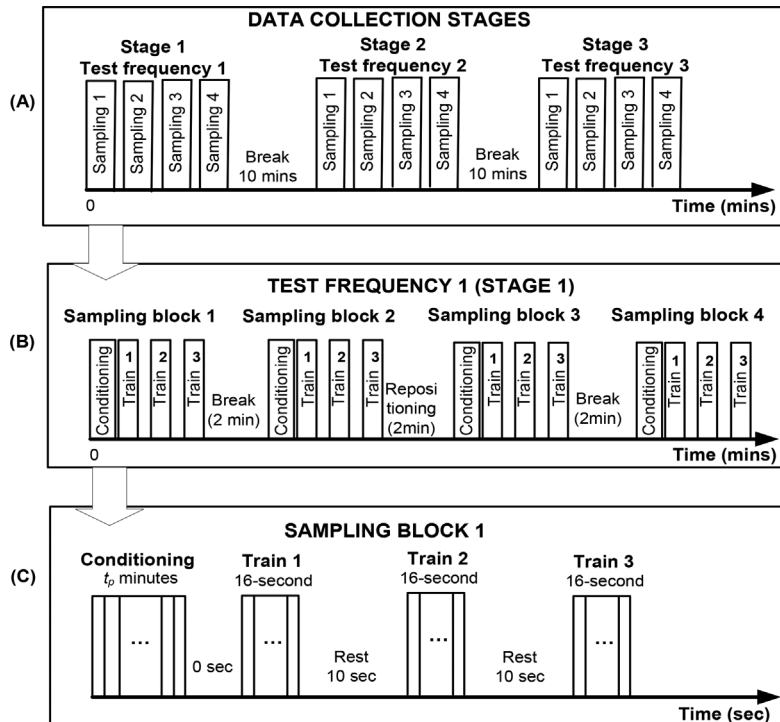 DATA COLLECTION STAGES
Stage 1
Test frequency 1
Stage 2
Test frequency 2
Stage 3
Test frequency 3
(A)
Sampling 1
Sampling 2
Sampling 3
Sampling 4
Break
10 mins
Sampling 1
Sampling 2
Sampling 3
Sampling 4
Break
10 mins
Sampling 1
Sampling 2
Sampling 3
Sampling 4
0
Time (mins)
TEST FREQUENCY 1 (STAGE 1)
Sampling block 1
Sampling block 2
Sampling block 3
Sampling block 4
(B)
Conditioning
Train 1
Train 2
Train 3
Break
(2 min)
Conditioning
Train 1
Train 2
Train 3
Reposi
tioning
(2min)
Conditioning
Train 1
Train 2
Train 3
Break
(2min)
Conditioning
Train 1
Train 2
Train 3
0
Time (mins)
SAMPLING BLOCK 1
(C)
Conditioning
tp minutes
Train 1
16-second
Train 2
16-second
Train 3
16-second
...
0 sec
...
Rest
10 sec
...
Rest
10 sec
...
Time (sec)